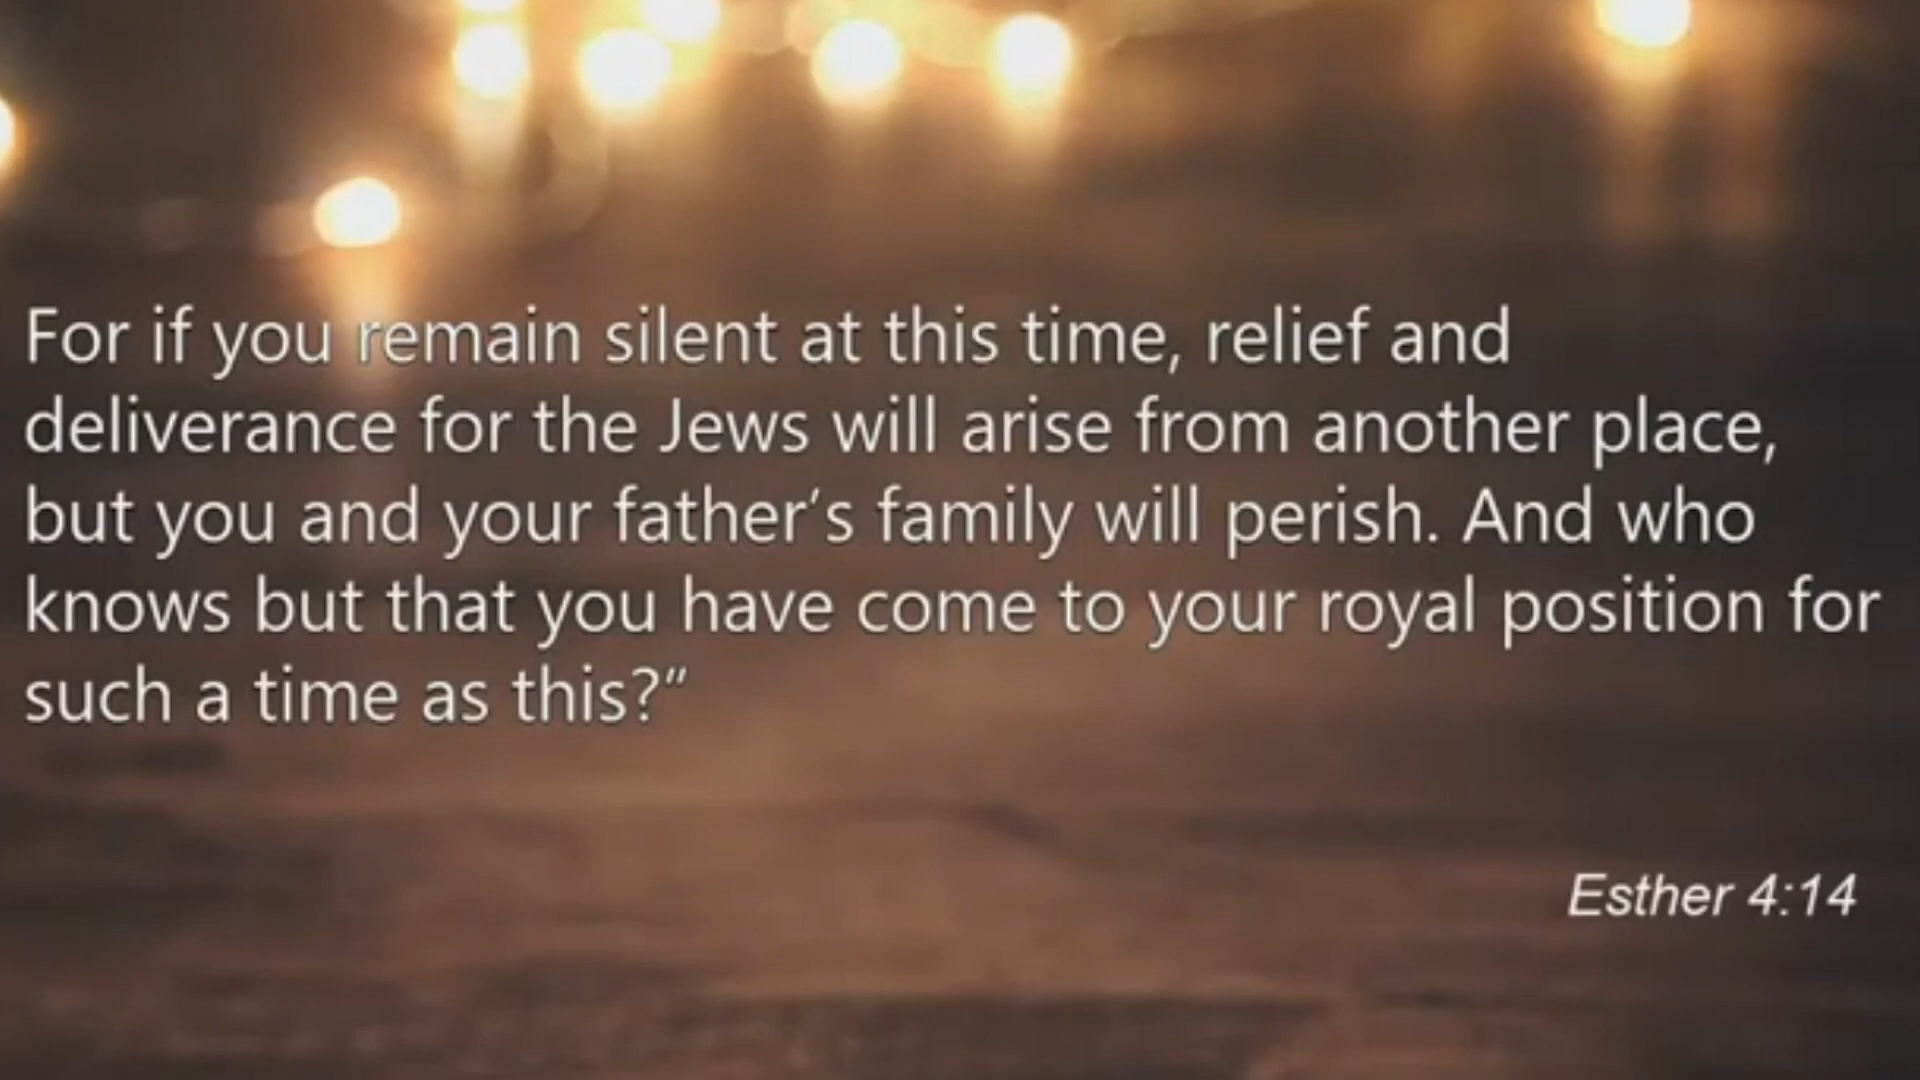 For if you remain silent at this time, relief and
deliverance for the Jews will arise from another place,
but you and your father’s family will perish. And who
knows but that you have come to your royal position for
such a time as this?”
Esther 4:14